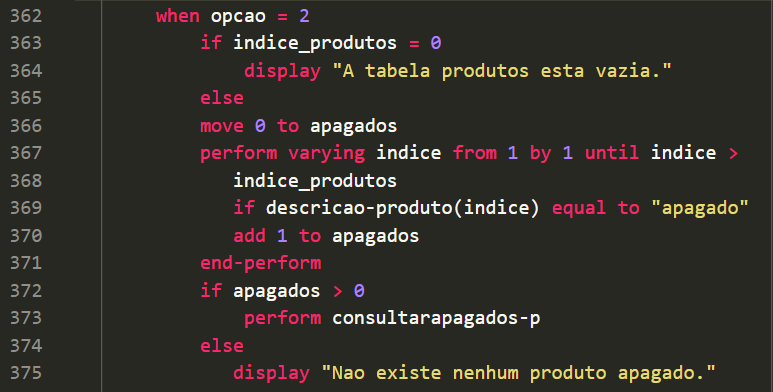 362 when opcao = 2
363 if indice_produtos = 0
364 display "A tabela produtos esta vazia."
365 else
366 move 0 to apagados
367 perform varying indice from 1 by 1 until indice >
368 indice_produtos
369 if descricao-produto(indice) equal to "apagado"
370 add 1 to apagados
371 end-perform
372 if apagados > 0
373 perform consultarapagados-p
374 else
375 display "Nao existe nenhum produto apagado."